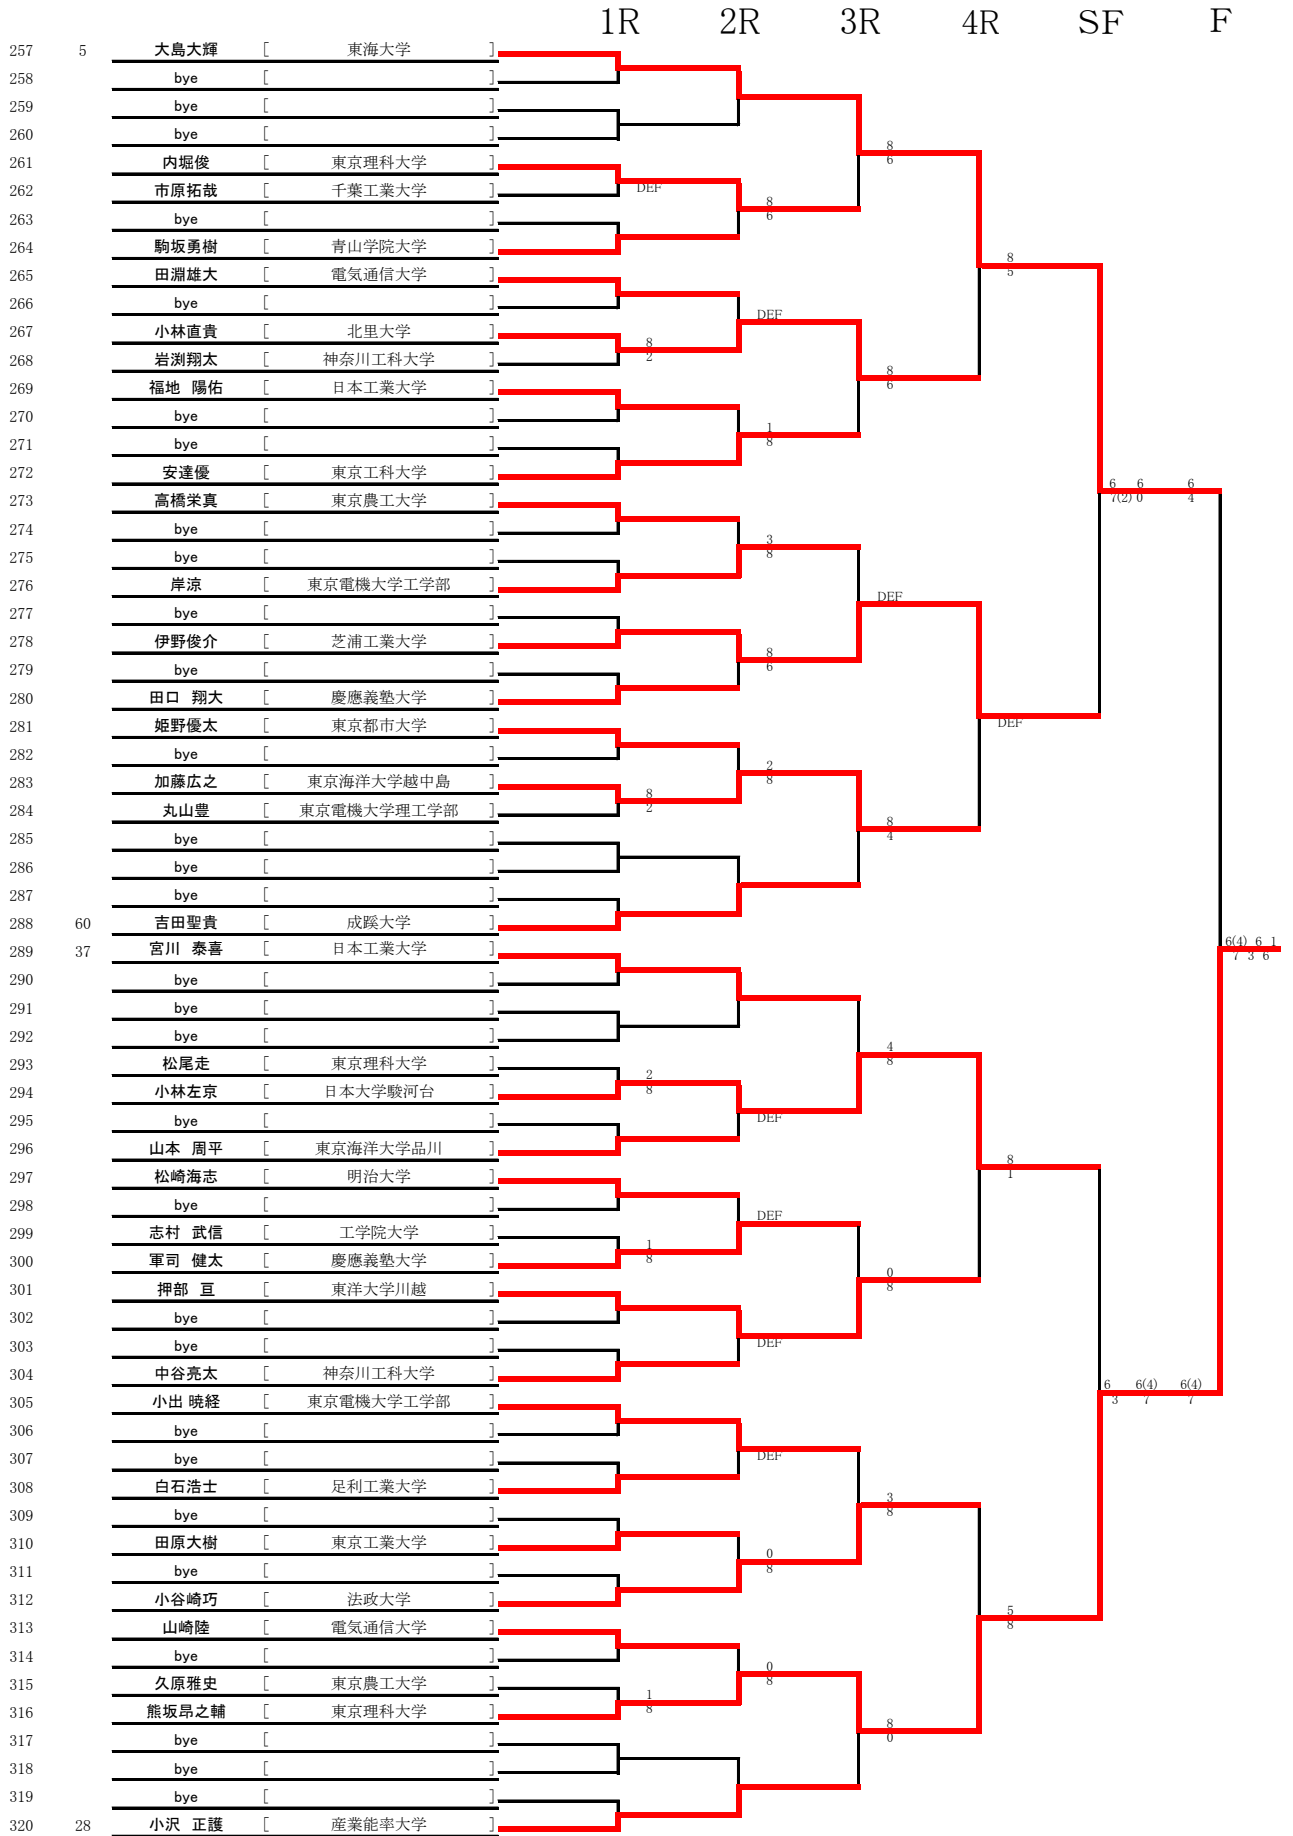 1R 2R 3R 4R SF F
257 5 大島大輝 [ 東海大学 ]
258 bye [ ]
259 bye [ ]
260 bye [ ]
8
6
261 内堀俊 [ 東京理科大学 ]
262 市原拓哉 [ 千葉工業大学 ] DEF
8
6
263 bye [ ]
264 駒坂勇樹 [ 青山学院大学 ]
8
5
265 田淵雄大 [ 電気通信大学 ]
266 bye [ ]
DEF
267 小林直貴 [ 北里大学 ]
8
2
268 岩渕翔太 [ 神奈川工科大学 ]
8
6
269 福地 陽佑 [ 日本工業大学 ]
270 bye [ ]
1
8
271 bye [ ]
272 安達優 [ 東京工科大学 ]
6 6 6
7(2) 0 4
273 高橋栄真 [ 東京農工大学 ]
274 bye [ ]
3
8
275 bye [ ]
276 岸涼 [ 東京電機大学工学部 ]
DEF
277 bye [ ]
278 伊野俊介 [ 芝浦工業大学 ]
8
6
279 bye [ ]
280 田口 翔大 [ 慶應義塾大学 ]
281 姫野優太 [ 東京都市大学 ]
DEF
282 bye [ ]
2
8
283 加藤広之 [ 東京海洋大学越中島 ]
8
2
284 丸山豊 [ 東京電機大学理工学部 ]
8
4
285 bye [ ]
286 bye [ ]
287 bye [ ]
288 60 吉田聖貴 [ 成蹊大学 ]
6(4) 6 1
7 3 6
289 37 宮川 泰喜 [ 日本工業大学 ]
290 bye [ ]
291 bye [ ]
292 bye [ ]
4
8
293 松尾走 [ 東京理科大学 ]
2
8
294 小林左京 [ 日本大学駿河台 ]
DEF
295 bye [ ]
296 山本 周平 [ 東京海洋大学品川 ]
8
1
297 松崎海志 [ 明治大学 ]
298 bye [ ]
DEF
299 志村 武信 [ 工学院大学 ]
1
8
300 軍司 健太 [ 慶應義塾大学 ]
0
8
301 押部 亘 [ 東洋大学川越 ]
302 bye [ ]
DEF
303 bye [ ]
304 中谷亮太 [ 神奈川工科大学 ]
6 6(4) 6(4)
3 7 7
305 小出 暁経 [ 東京電機大学工学部 ]
306 bye [ ]
DEF
307 bye [ ]
308 白石浩士 [ 足利工業大学 ]
3
8
309 bye [ ]
310 田原大樹 [ 東京工業大学 ]
0
8
311 bye [ ]
312 小谷崎巧 [ 法政大学 ]
5
8
313 山崎陸 [ 電気通信大学 ]
314 bye [ ]
0
8
315 久原雅史 [ 東京農工大学 ]
1
8
316 熊坂昂之輔 [ 東京理科大学 ]
8
0
317 bye [ ]
318 bye [ ]
319 bye [ ]
320 28 小沢 正護 [ 産業能率大学 ]